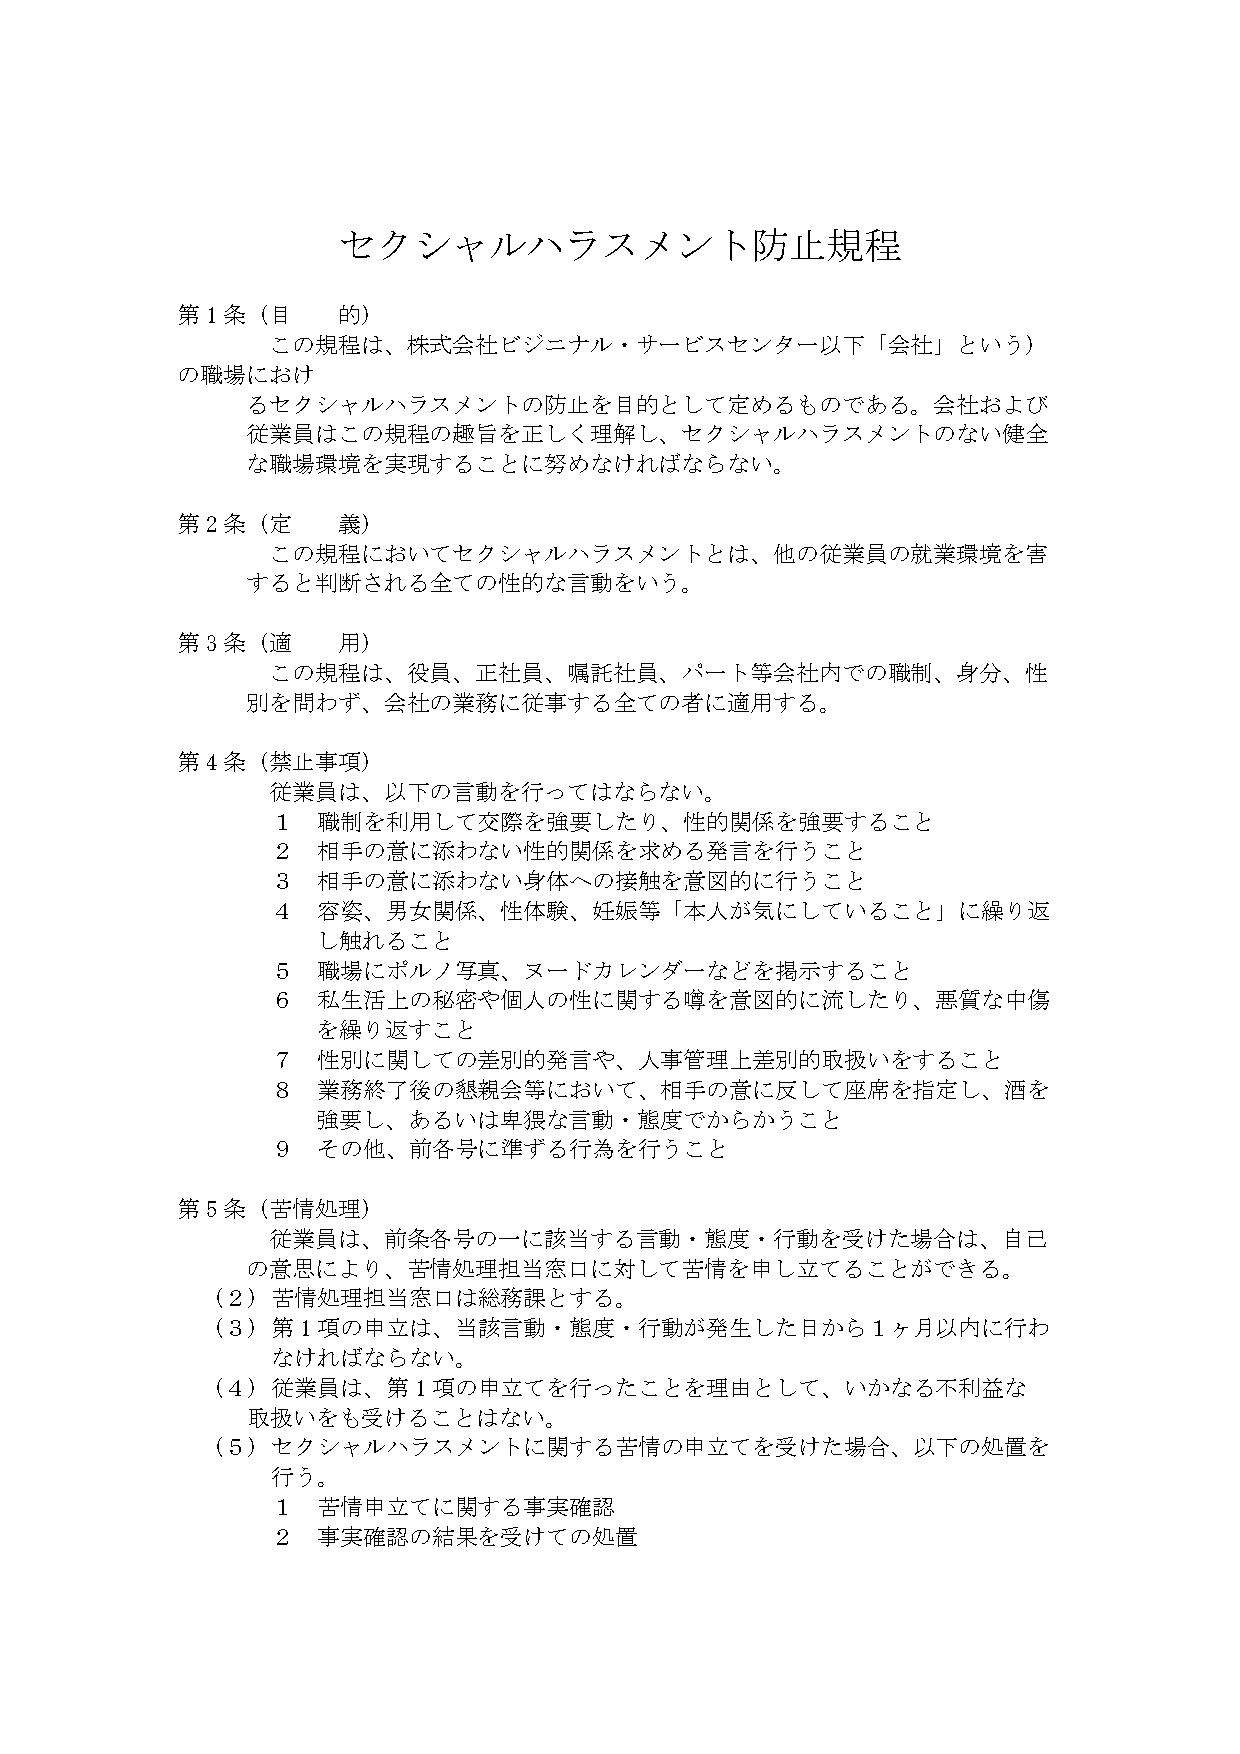 セクシャルハラスメント防止規程
第１条（目　　的）
この規程は、株式会社ビジニナル・サービスセンター以下「会社」という）
の職場におけ
るセクシャルハラスメントの防止を目的として定めるものである。会社および
従業員はこの規程の趣旨を正しく理解し、セクシャルハラスメントのない健全
な職場環境を実現することに努めなければならない。
第２条（定　　義）
この規程においてセクシャルハラスメントとは、他の従業員の就業環境を害
すると判断される全ての性的な言動をいう。
第３条（適　　用）
この規程は、役員、正社員、嘱託社員、パート等会社内での職制、身分、性
別を問わず、会社の業務に従事する全ての者に適用する。
第４条（禁止事項）
従業員は、以下の言動を行ってはならない。
１　職制を利用して交際を強要したり、性的関係を強要すること
２　相手の意に添わない性的関係を求める発言を行うこと
３　相手の意に添わない身体への接触を意図的に行うこと
４　容姿、男女関係、性体験、妊娠等「本人が気にしていること」に繰り返
し触れること
５　職場にポルノ写真、ヌードカレンダーなどを掲示すること
６　私生活上の秘密や個人の性に関する噂を意図的に流したり、悪質な中傷
を繰り返すこと
７　性別に関しての差別的発言や、人事管理上差別的取扱いをすること
８　業務終了後の懇親会等において、相手の意に反して座席を指定し、酒を
強要し、あるいは卑猥な言動・態度でからかうこと
９　その他、前各号に準ずる行為を行うこと
第５条（苦情処理）
従業員は、前条各号の一に該当する言動・態度・行動を受けた場合は、自己
の意思により、苦情処理担当窓口に対して苦情を申し立てることができる。
（２）苦情処理担当窓口は総務課とする。
（３）第１項の申立は、当該言動・態度・行動が発生した日から１ヶ月以内に行わ
なければならない。
（４）従業員は、第１項の申立てを行ったことを理由として、いかなる不利益な
取扱いをも受けることはない。
（５）セクシャルハラスメントに関する苦情の申立てを受けた場合、以下の処置を
行う。
１　苦情申立てに関する事実確認
２　事実確認の結果を受けての処置